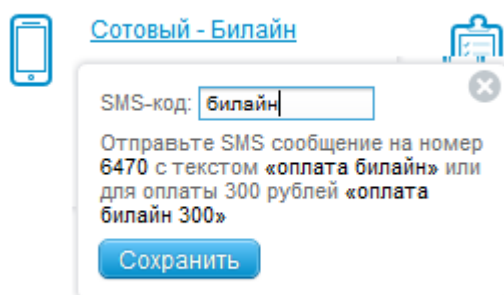 Сотовый - Билайн
SMS-код: билайн
Отправьте SMS сообщение на номер
6470 с текстом «оплата билайн» или
для оплаты 300 рублей «оплата
билайн 300»
Сохранить